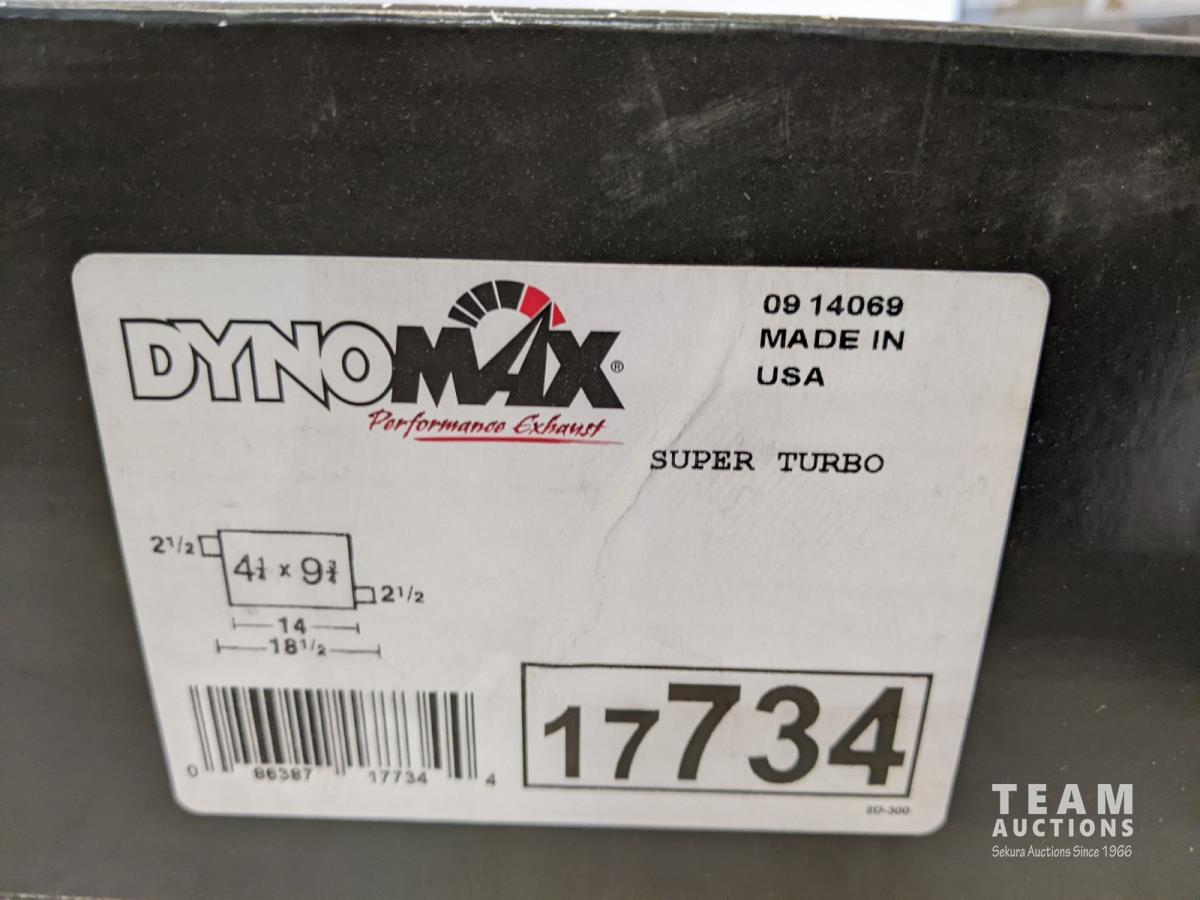 DYNOMAX®
Performance Exhaust
09 14069
MADE IN
USA
SUPER TURBO
2 1/2
4 1/4 x 9 3/4
2 1/2
14
18 1/2
0 86387 17734 4
17734
2D-300
TEAM
AUCTIONS
Sekura Auctions Since 1966